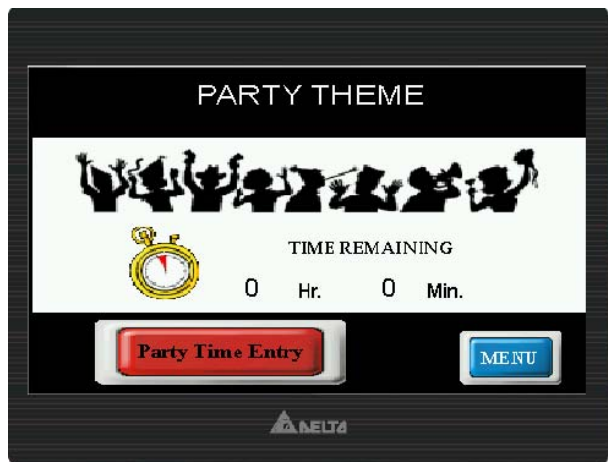 PARTY THEME
TIME REMAINING
0 Hr. 0 Min.
Party Time Entry
MENU
DELTA